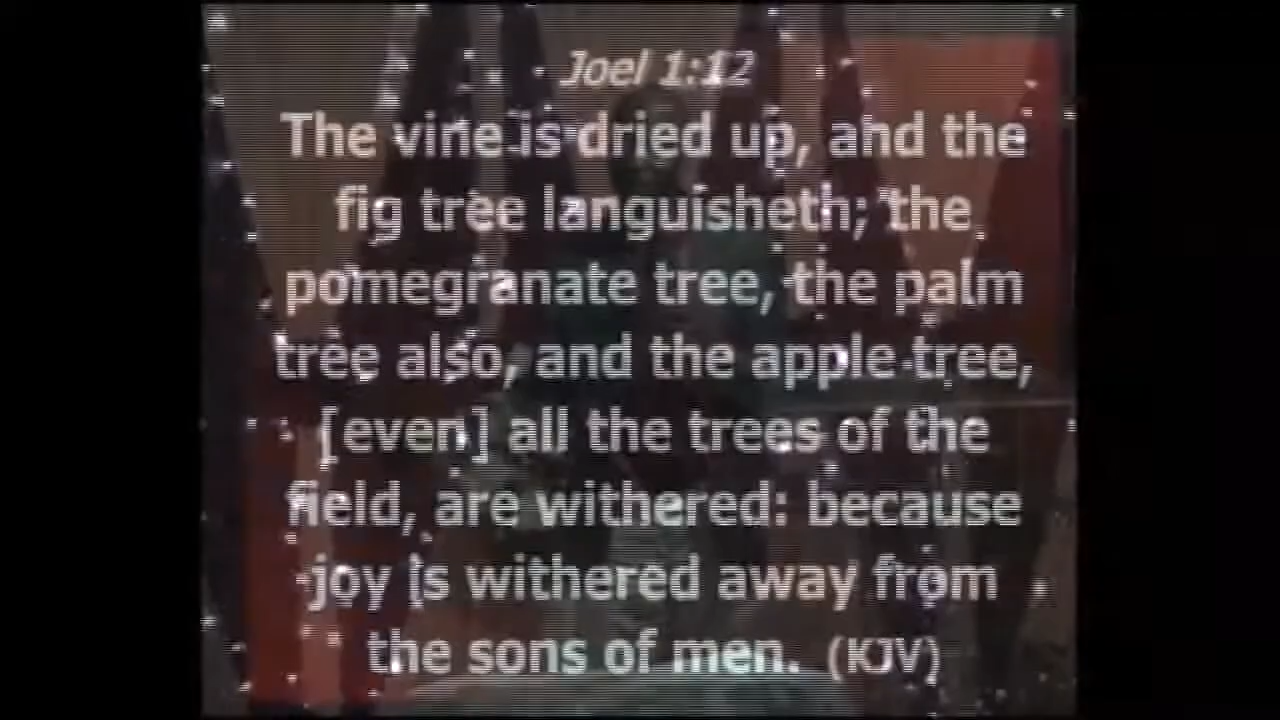 Joel 1:12
The vine is dried up, and the
fig tree languisheth; the
pomegranate tree, the palm
tree also, and the apple tree,
[even] all the trees of the
field, are withered: because
joy is withered away from
the sons of men. (KJV)